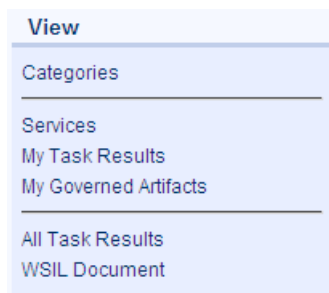 View
Categories
Services
My Task Results
My Governed Artifacts
All Task Results
WSIL Document